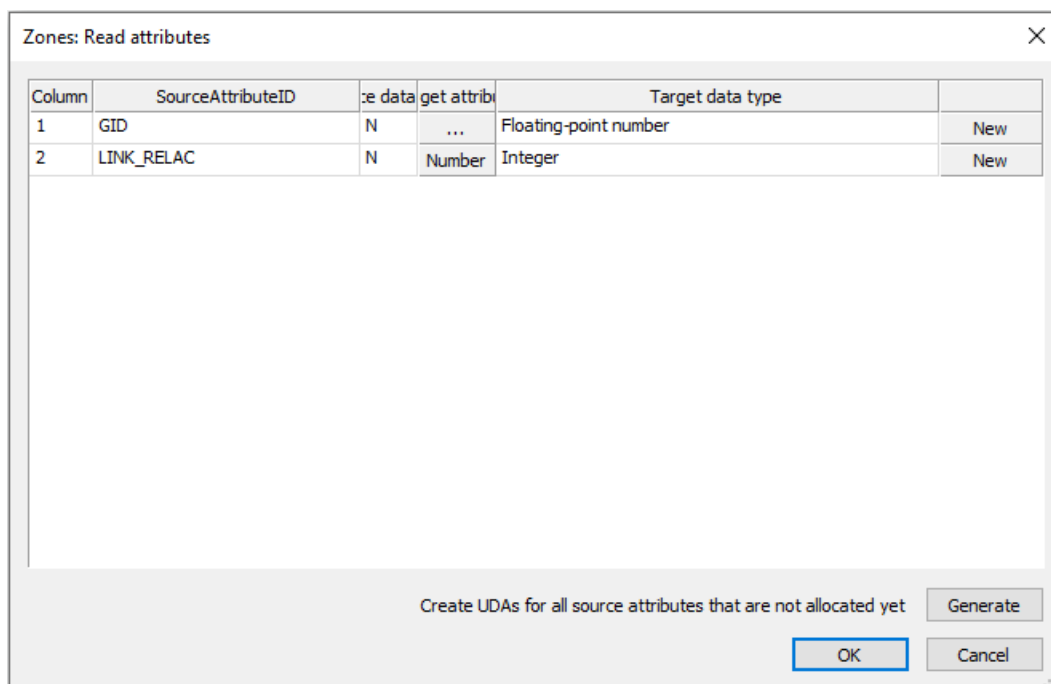 Zones: Read attributes
Column SourceAttributeID ce data get attribu Target data type
1 GID N ... Floating-point number New
2 LINK_RELAC N Number Integer New
Create UDAs for all source attributes that are not allocated yet Generate
OK Cancel